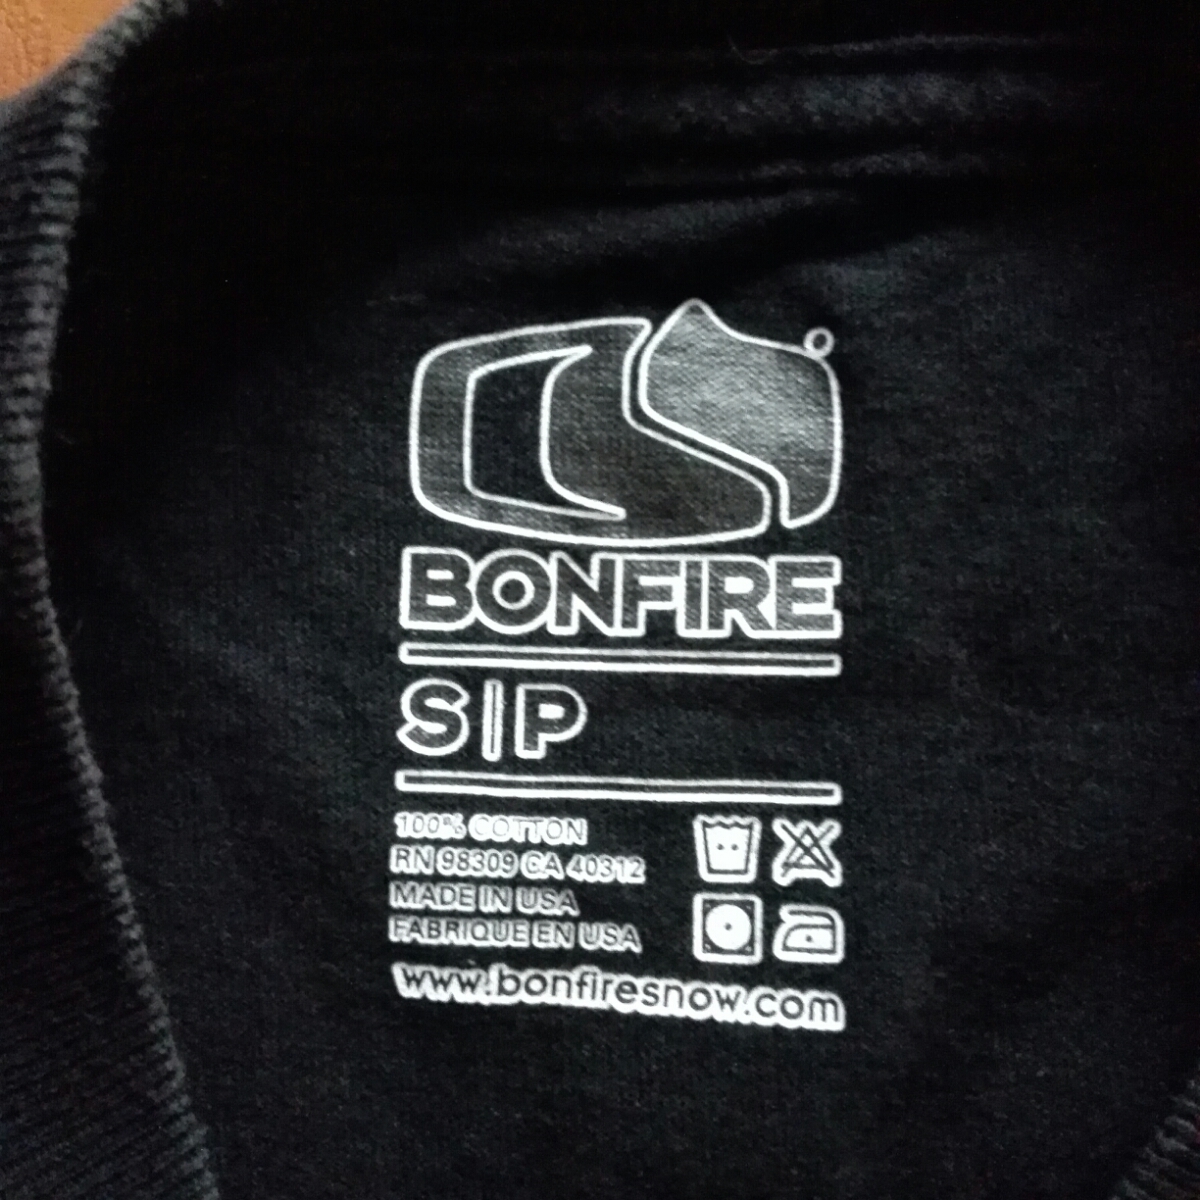 BONFIRE
S|P
100% COTTON
RN 98309 CA 40312
MADE IN USA
FABRIQUE EN USA
www.bonfiresnow.com